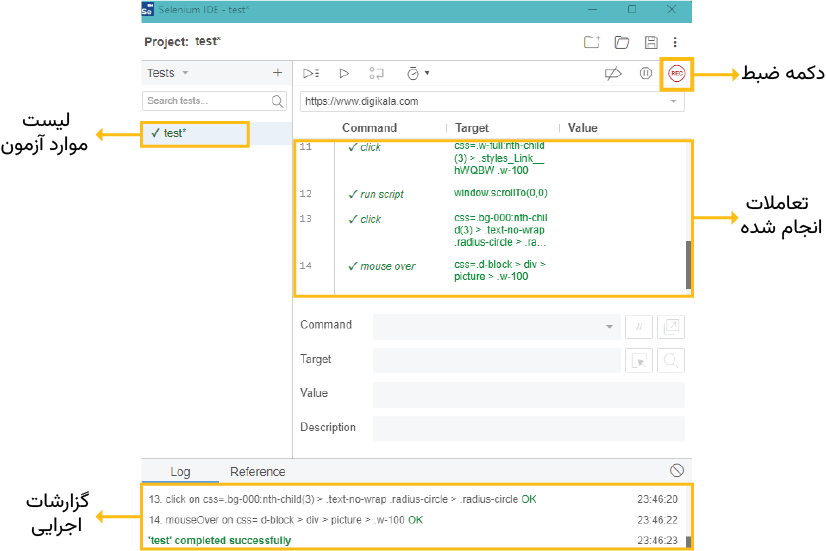 Se Selenium IDE - test*
Project: test*
Tests
Search tests...
✓ test*
https://www.digikala.com
REC
دکمه ضبط
لیست
موارد آزمون
Command Target Value
11 ✓ click css=.w-full:nth-child
(3) > .styles_Link__
hWQBW .w-100
12 ✓ run script window.scrollTo(0,0)
13 ✓ click css=.bg-000:nth-chil
d(3) > .text-no-wrap
.radius-circle > .ra...
14 ✓ mouse over css=.d-block > div >
picture > .w-100
تعاملات
انجام شده
Command
//
Target
Value
Description
Log Reference
13. click on css=.bg-000:nth-child(3) > .text-no-wrap .radius-circle > .radius-circle OK 23:46:20
14. mouseOver on css=.d-block > div > picture > .w-100 OK 23:46:22
'test' completed successfully 23:46:23
گزارشات
اجرایی